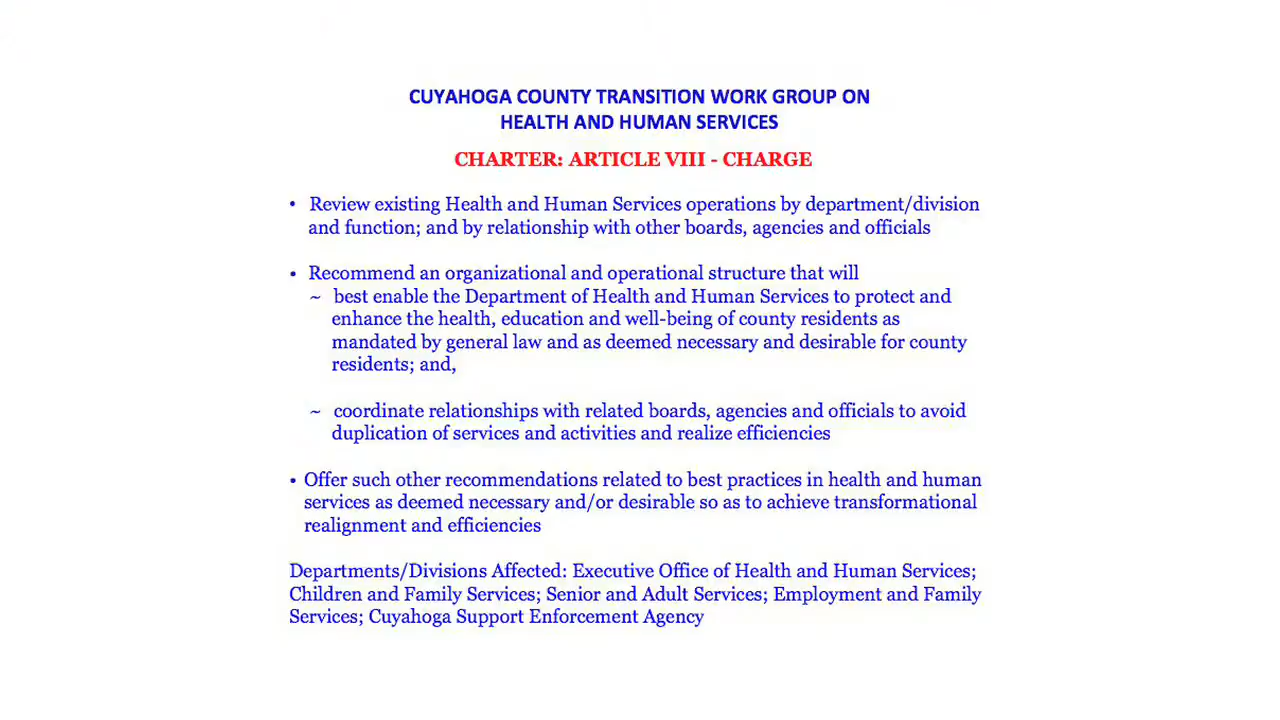 CUYAHOGA COUNTY TRANSITION WORK GROUP ON
HEALTH AND HUMAN SERVICES
CHARTER: ARTICLE VIII - CHARGE
• Review existing Health and Human Services operations by department/division
and function; and by relationship with other boards, agencies and officials
• Recommend an organizational and operational structure that will
~ best enable the Department of Health and Human Services to protect and
enhance the health, education and well-being of county residents as
mandated by general law and as deemed necessary and desirable for county
residents; and,
~ coordinate relationships with related boards, agencies and officials to avoid
duplication of services and activities and realize efficiencies
• Offer such other recommendations related to best practices in health and human
services as deemed necessary and/or desirable so as to achieve transformational
realignment and efficiencies
Departments/Divisions Affected: Executive Office of Health and Human Services;
Children and Family Services; Senior and Adult Services; Employment and Family
Services; Cuyahoga Support Enforcement Agency